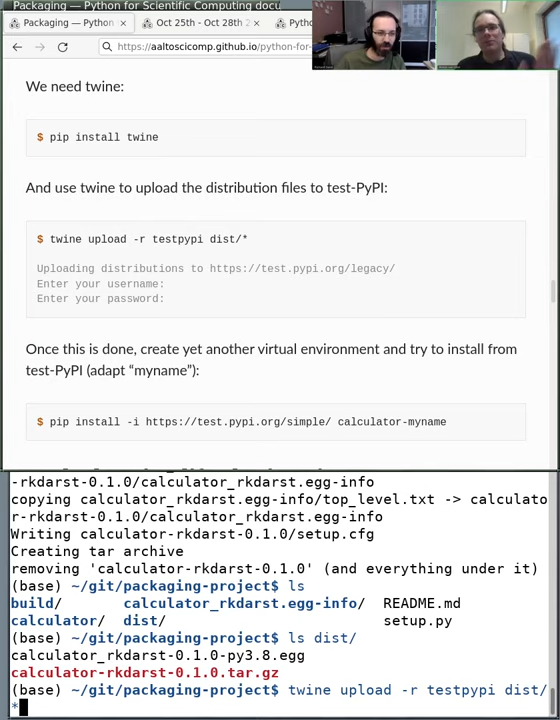 Packaging — Python for Scientific Computing docu
Packaging — Python
Oct 25th - Oct 28th 2
Pytho
https://aaltoscicomp.github.io/python-for-
We need twine:
$ pip install twine
And use twine to upload the distribution files to test-PyPI:
$ twine upload -r testpypi dist/*
Uploading distributions to https://test.pypi.org/legacy/
Enter your username:
Enter your password:
Once this is done, create yet another virtual environment and try to install from
test-PyPI (adapt “myname”):
$ pip install -i https://test.pypi.org/simple/ calculator-myname
-rkdarst-0.1.0/calculator_rkdarst.egg-info
copying calculator_rkdarst.egg-info/top_level.txt -> calculato
r-rkdarst-0.1.0/calculator_rkdarst.egg-info
Writing calculator-rkdarst-0.1.0/setup.cfg
Creating tar archive
removing 'calculator-rkdarst-0.1.0' (and everything under it)
(base) ~/git/packaging-project$ ls
build/ calculator_rkdarst.egg-info/ README.md
calculator/ dist/ setup.py
(base) ~/git/packaging-project$ ls dist/
calculator_rkdarst-0.1.0-py3.8.egg
calculator-rkdarst-0.1.0.tar.gz
(base) ~/git/packaging-project$ twine upload -r testpypi dist/
*